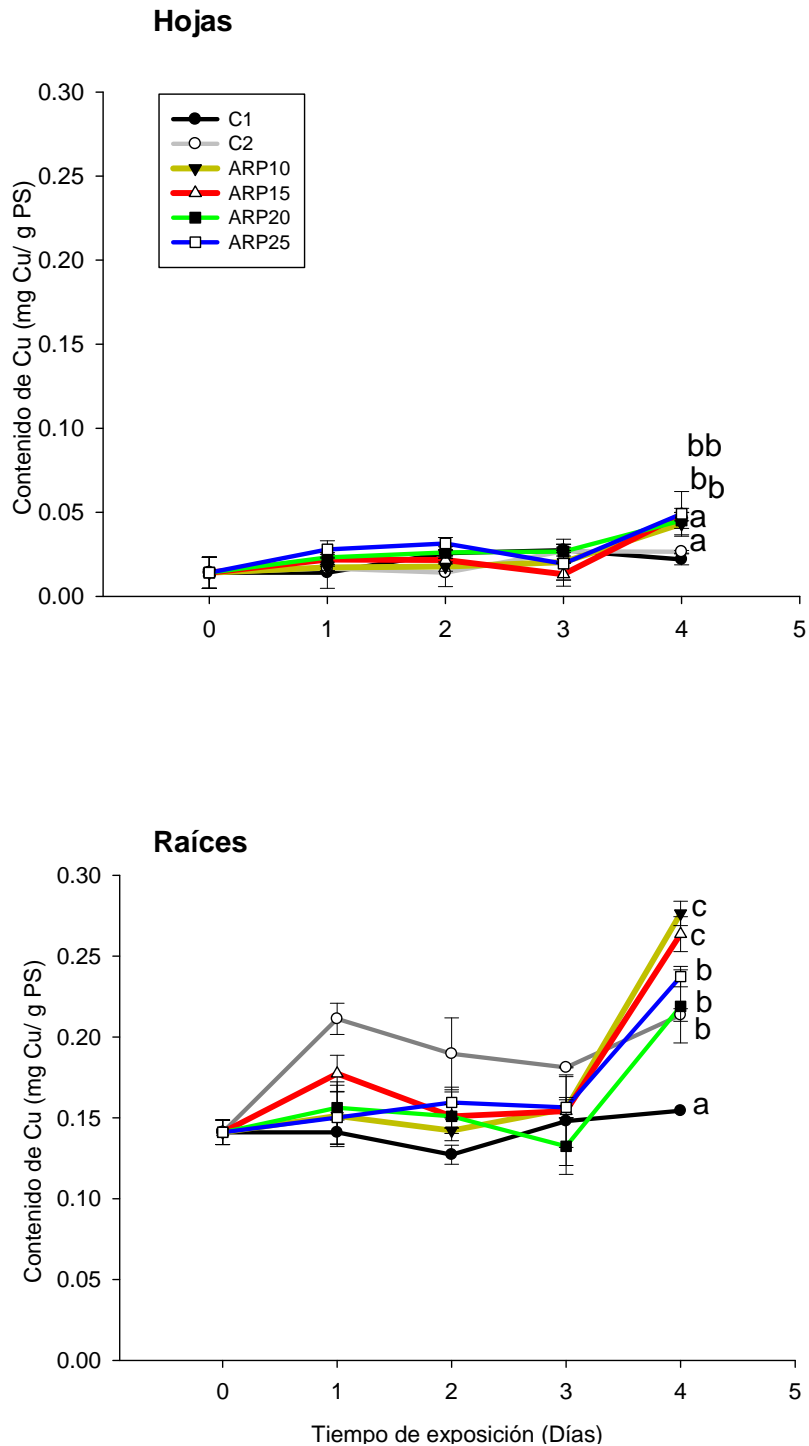 Hojas
Contenido de Cu (mg Cu/ g PS)
0.30
0.25
0.20
0.15
0.10
0.05
0.00
C1
C2
ARP10
ARP15
ARP20
ARP25
bb
bb
a
a
0 1 2 3 4 5
Raíces
Contenido de Cu (mg Cu/ g PS)
0.30
0.25
0.20
0.15
0.10
0.05
0.00
c
c
b
b
b
a
0 1 2 3 4 5
Tiempo de exposición (Días)